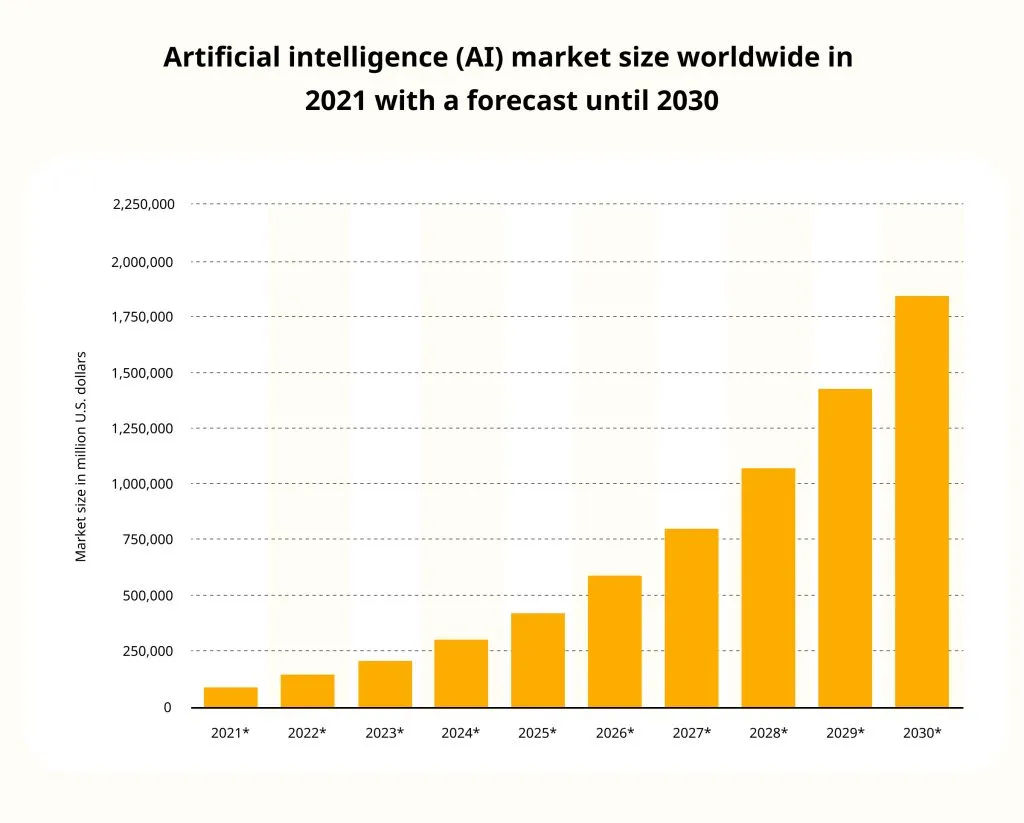 Artificial intelligence (AI) market size worldwide in
2021 with a forecast until 2030
Market size in million U.S. dollars
2,250,000
2,000,000
1,750,000
1,500,000
1,250,000
1,000,000
750,000
500,000
250,000
0
2021* 2022* 2023* 2024* 2025* 2026* 2027* 2028* 2029* 2030*